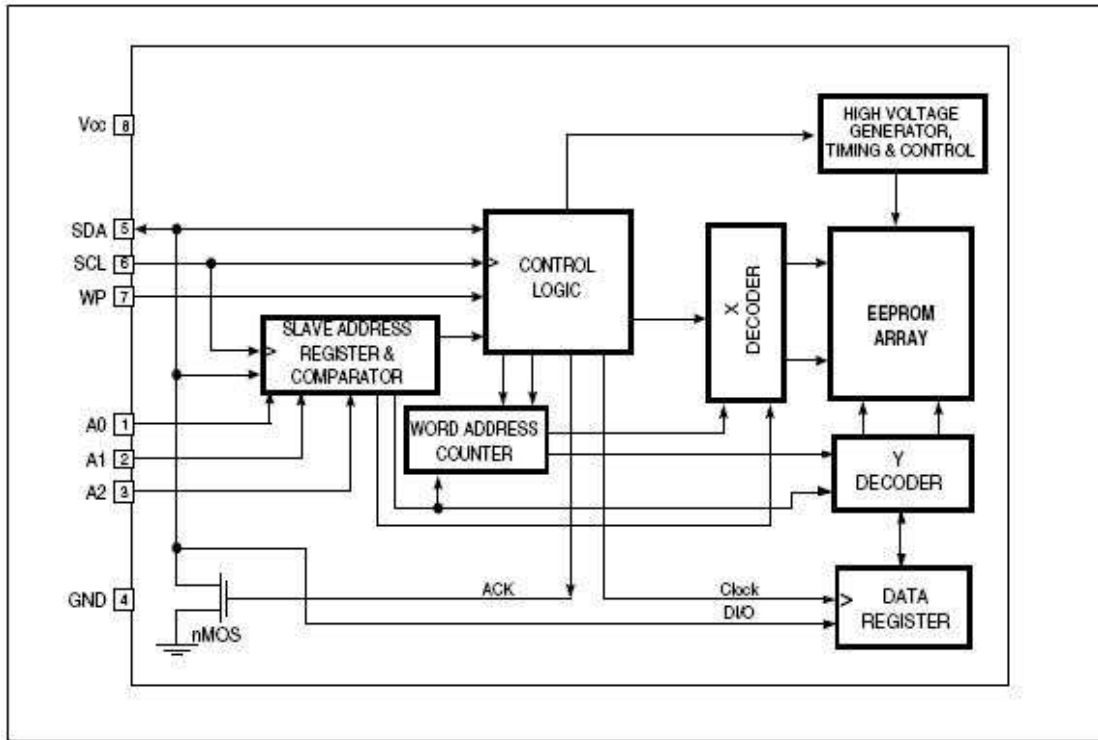 HIGH VOLTAGE
GENERATOR,
TIMING & CONTROL
Vcc 8
SDA 5
SCL 6
WP 7
CONTROL
LOGIC
X
DECODER
EEPROM
ARRAY
SLAVE ADDRESS
REGISTER &
COMPARATOR
A0 1
A1 2
A2 3
WORD ADDRESS
COUNTER
Y
DECODER
GND 4
nMOS
ACK
Clock
DI/O
DATA
REGISTER